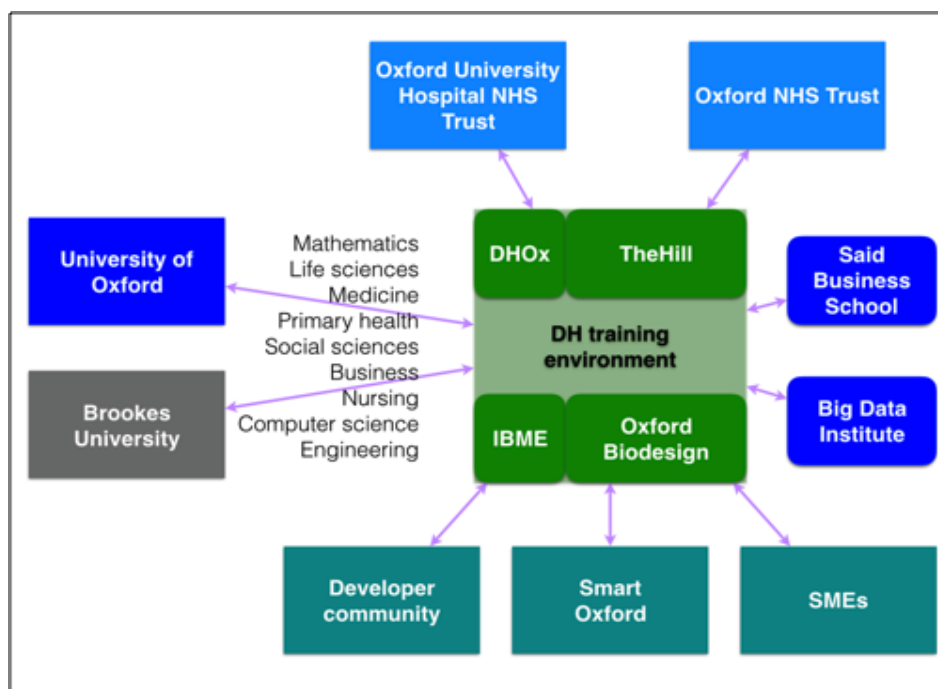 Oxford University
Hospital NHS
Trust
Oxford NHS Trust
University of
Oxford
Brookes
University
Mathematics
Life sciences
Medicine
Primary health
Social sciences
Business
Nursing
Computer science
Engineering
DHOx
TheHill
DH training
environment
IBME
Oxford
Biodesign
Said
Business
School
Big Data
Institute
Developer
community
Smart
Oxford
SMEs